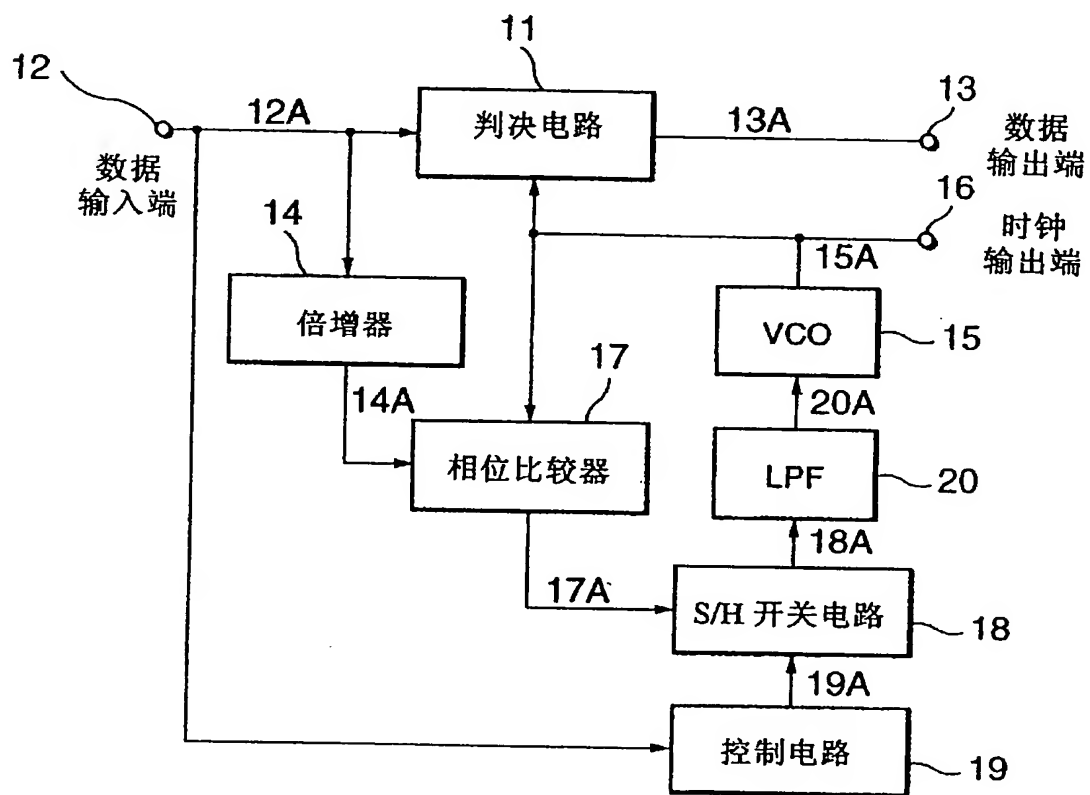 11
12
12A
判决电路
13A
13
数据
输出端
数据
输入端
14
16
时钟
输出端
15A
倍增器
VCO
15
14A
17
20A
相位比较器
LPF
20
18A
17A
S/H 开关电路
18
19A
控制电路
19